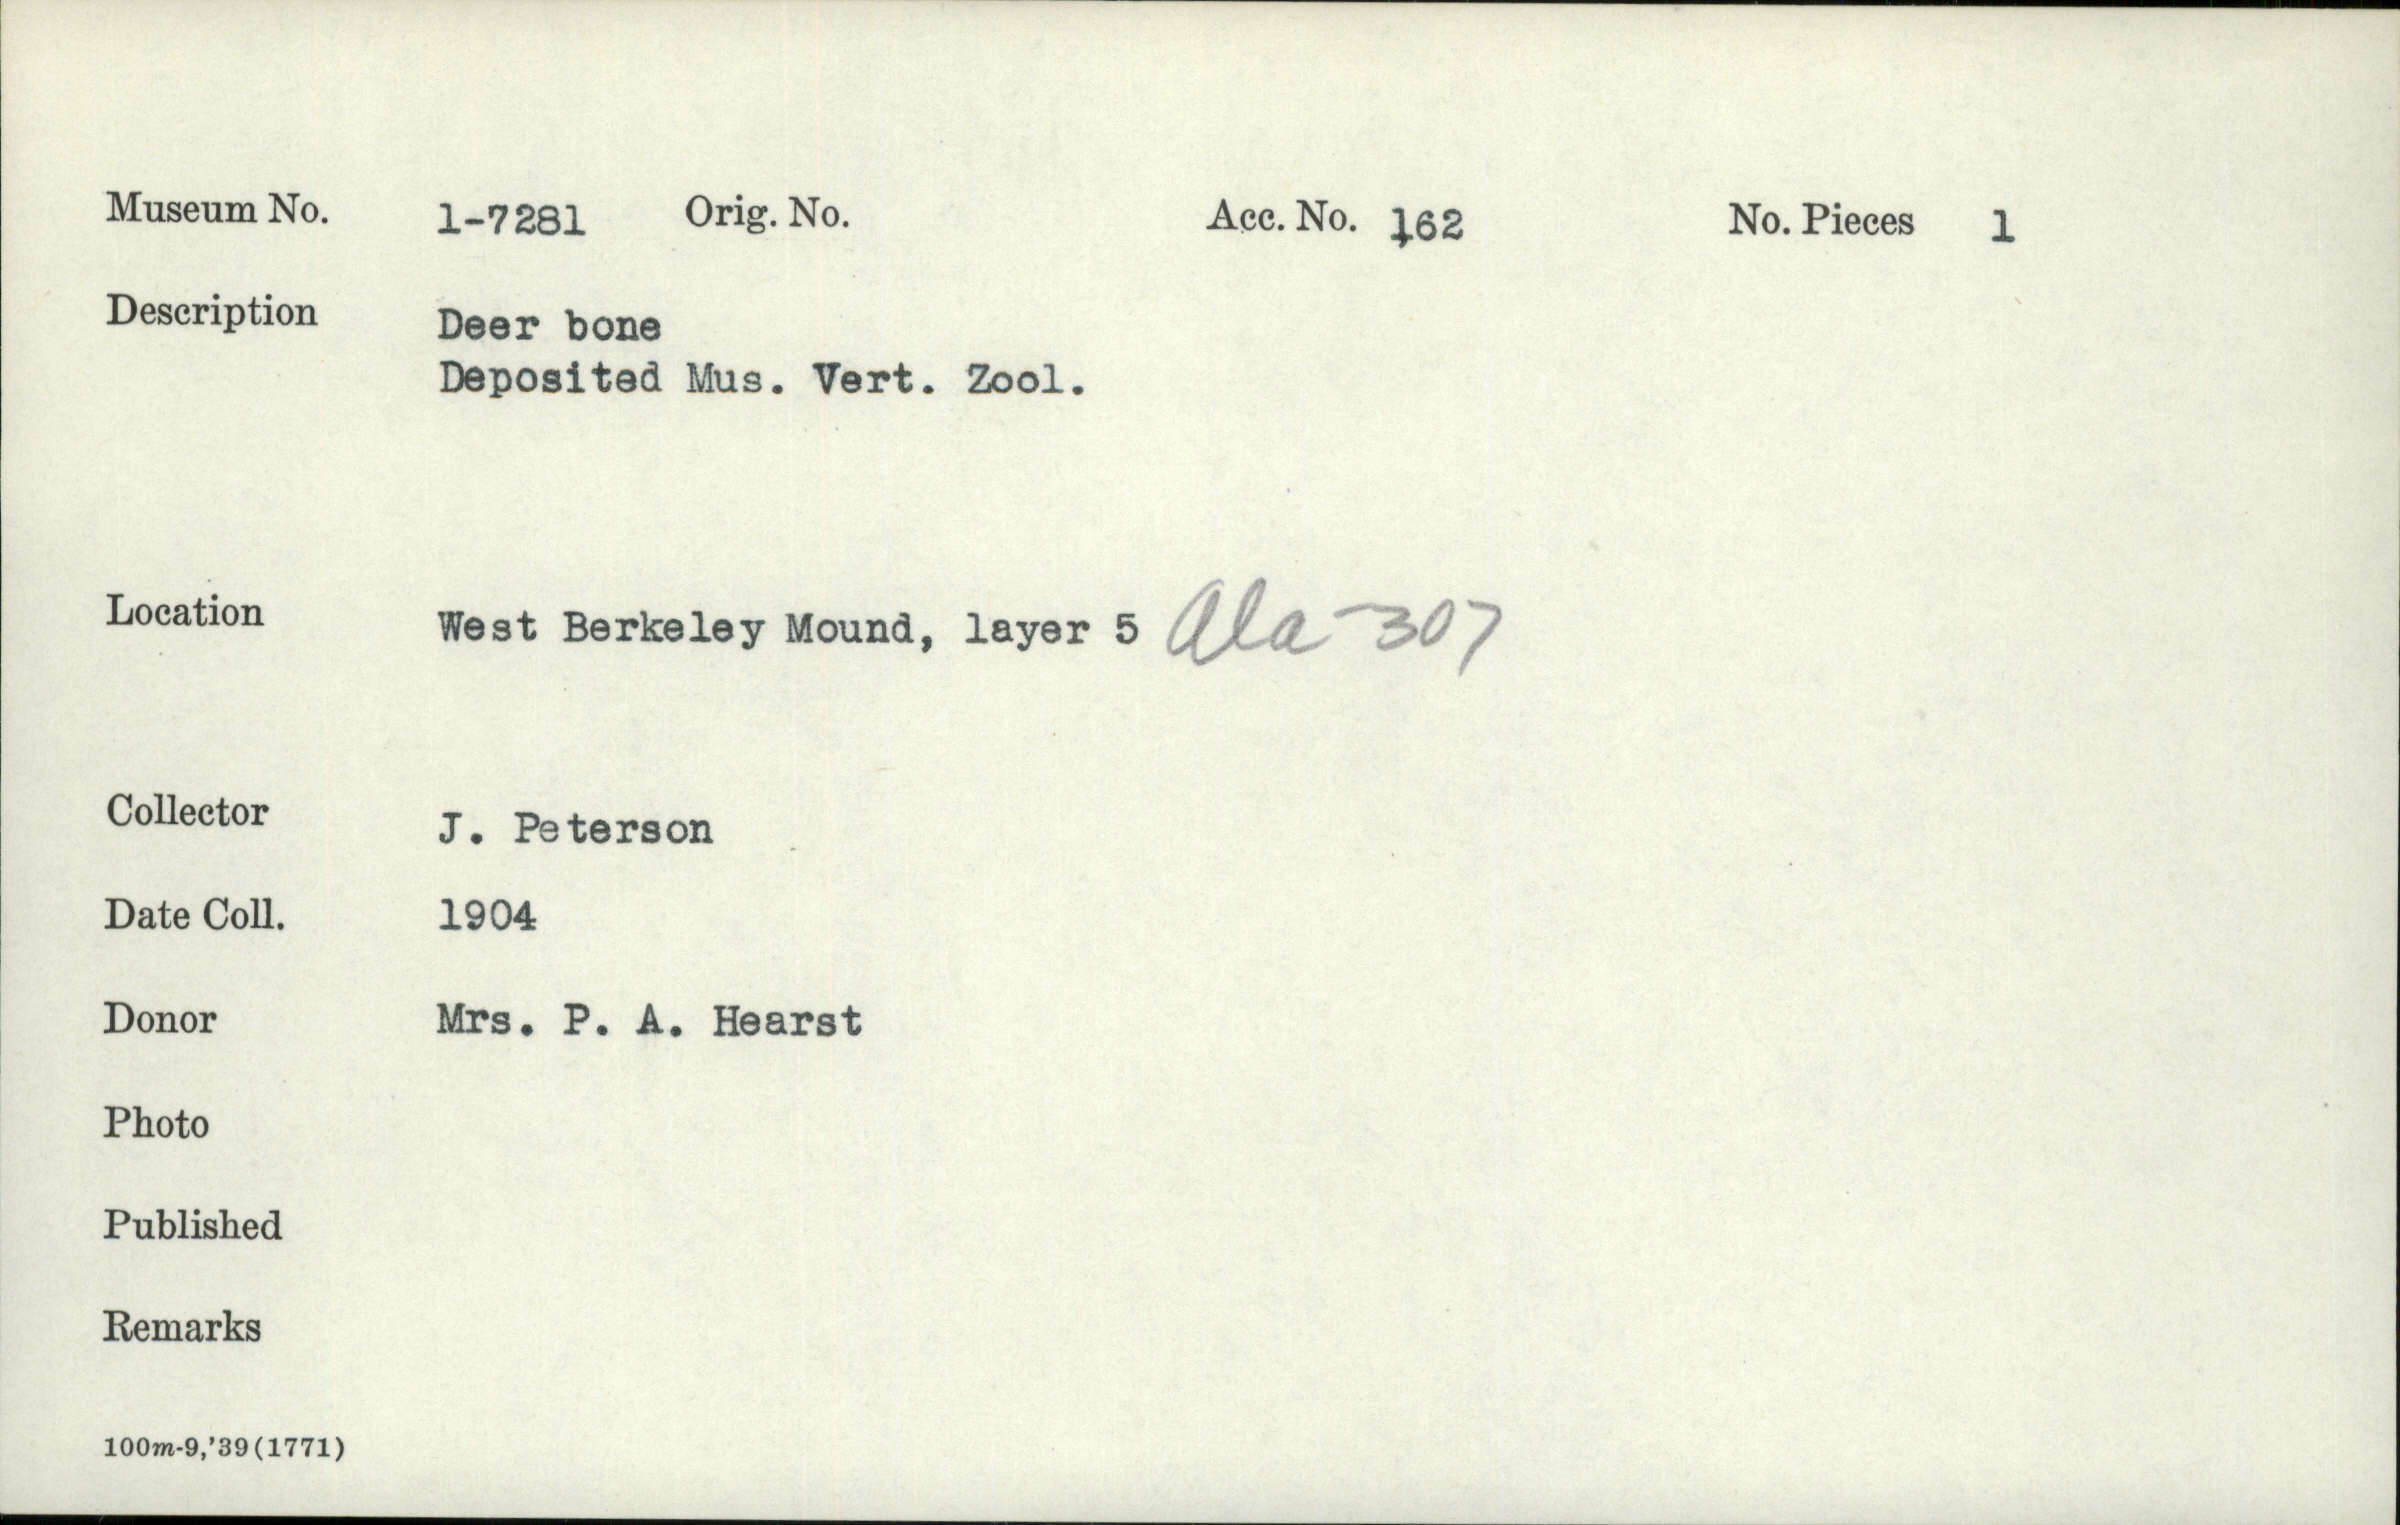 Museum No. 1-7281 Orig. No. Acc. No. 162 No. Pieces 1
Description Deer bone
Deposited Mus. Vert. Zool.
Location West Berkeley Mound, layer 5 Ala-307
Collector J. Peterson
Date Coll. 1904
Donor Mrs. P. A. Hearst
Photo
Published
Remarks
100m-9,'39(1771)